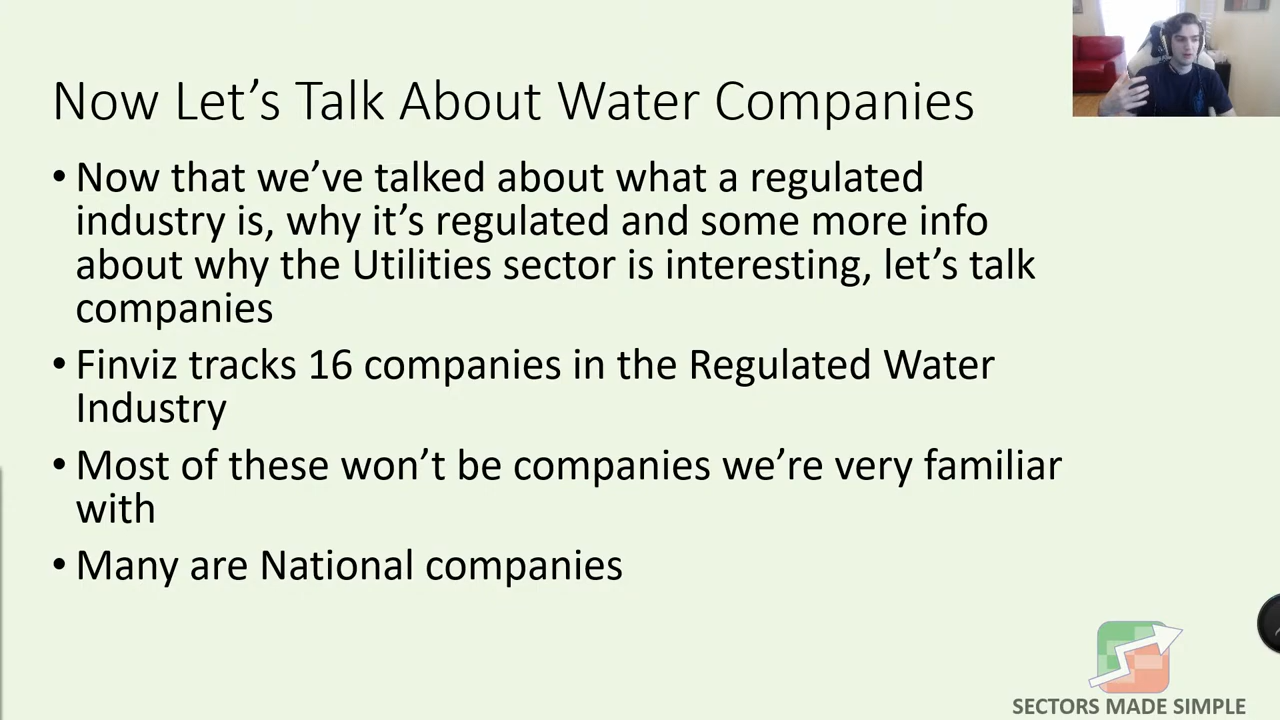 Now Let's Talk About Water Companies
• Now that we've talked about what a regulated
industry is, why it's regulated and some more info
about why the Utilities sector is interesting, let's talk
companies
• Finviz tracks 16 companies in the Regulated Water
Industry
• Most of these won't be companies we're very familiar
with
• Many are National companies
SECTORS MADE SIMPLE